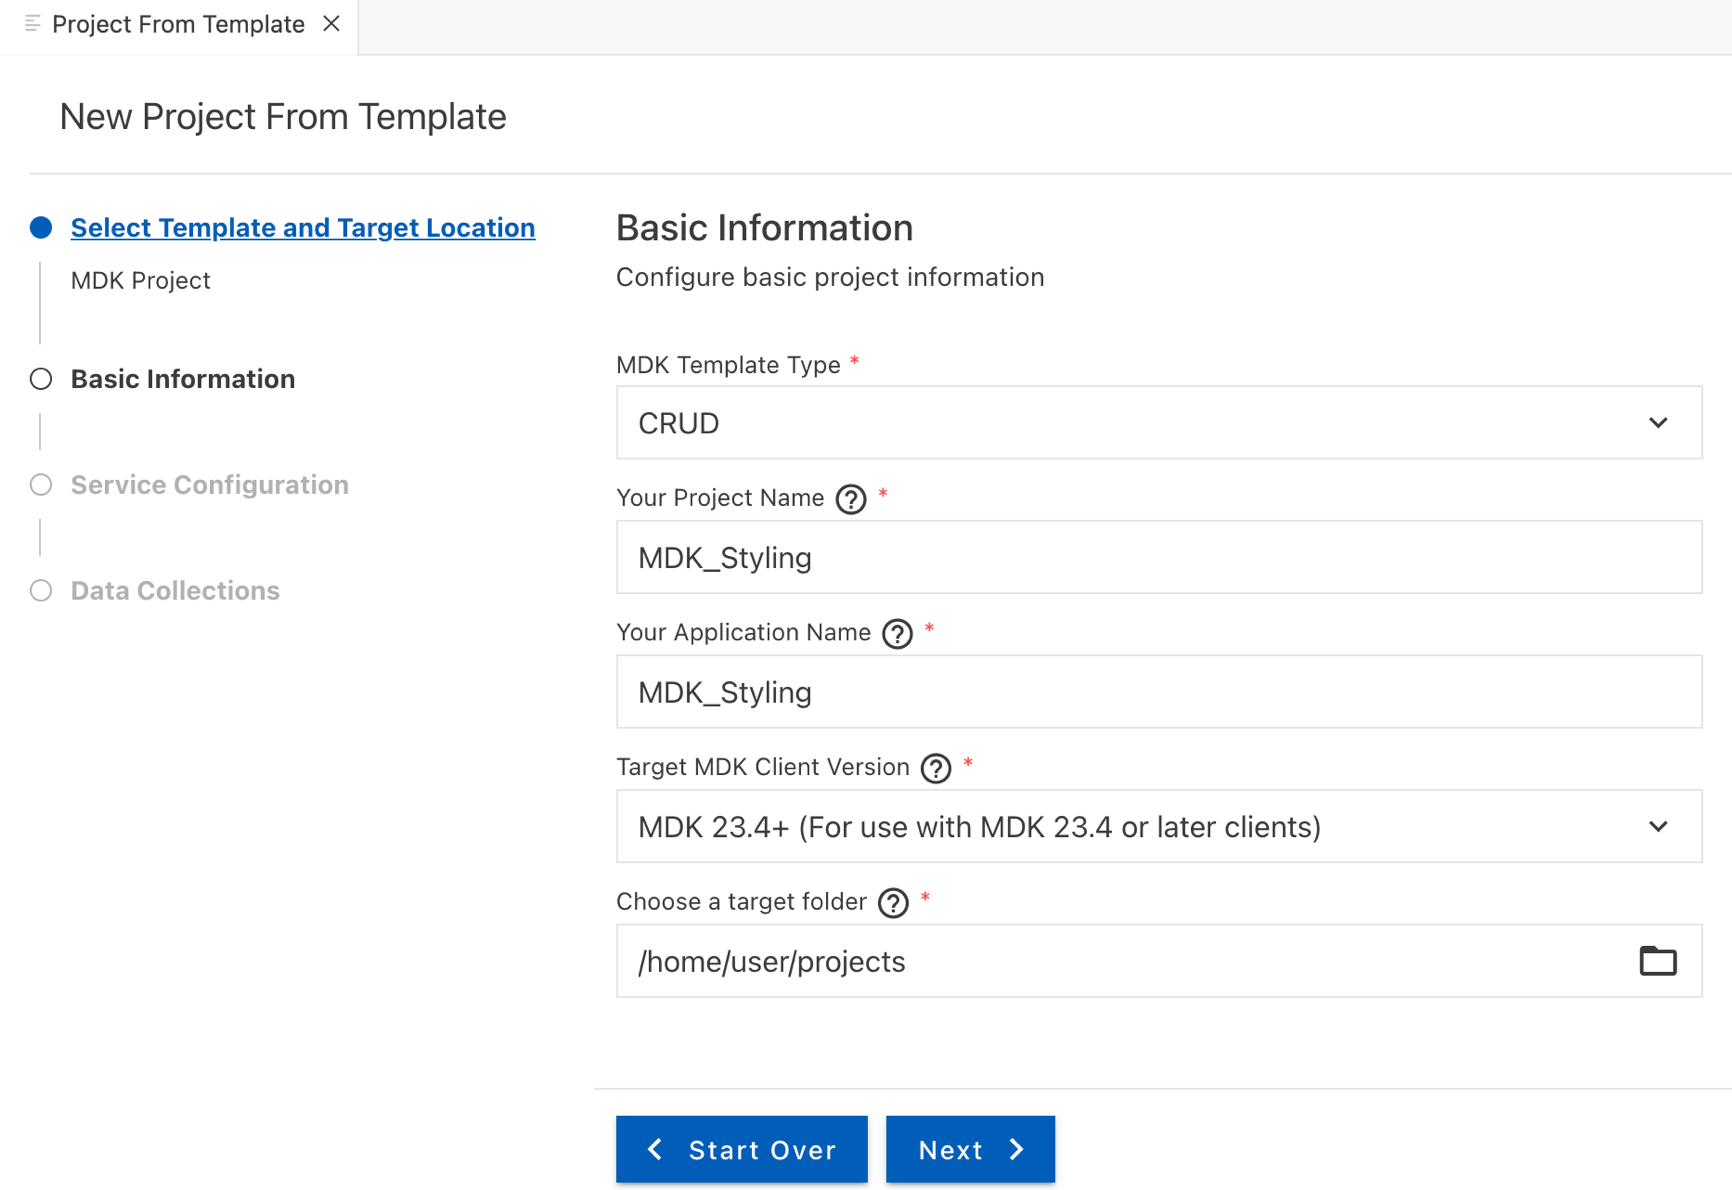 Project From Template
New Project From Template
Select Template and Target Location
MDK Project
Basic Information
Service Configuration
Data Collections
Basic Information
Configure basic project information
MDK Template Type *
CRUD
Your Project Name ? *
MDK_Styling
Your Application Name ? *
MDK_Styling
Target MDK Client Version ? *
MDK 23.4+ (For use with MDK 23.4 or later clients)
Choose a target folder ? *
/home/user/projects
Start Over
Next